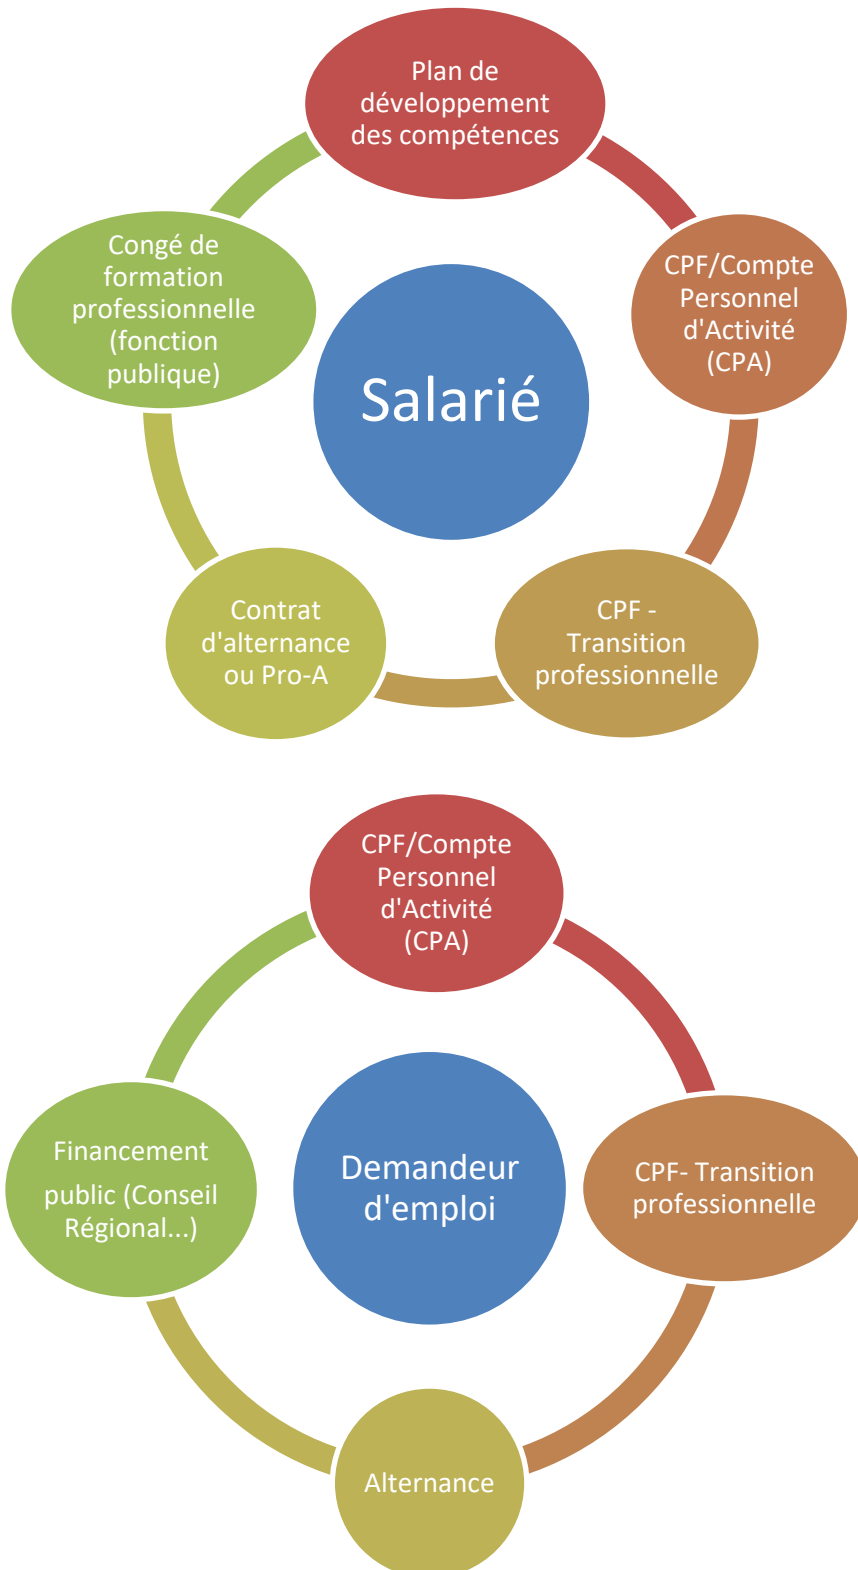 Plan de
développement
des compétences
CPF/Compte
Personnel
d'Activité
(CPA)
CPF -
Transition
professionnelle
Contrat
d'alternance
ou Pro-A
Congé de
formation
professionnelle
(fonction
publique)
Salarié
CPF/Compte
Personnel
d'Activité
(CPA)
CPF- Transition
professionnelle
Alternance
Financement
public (Conseil
Régional...)
Demandeur
d'emploi